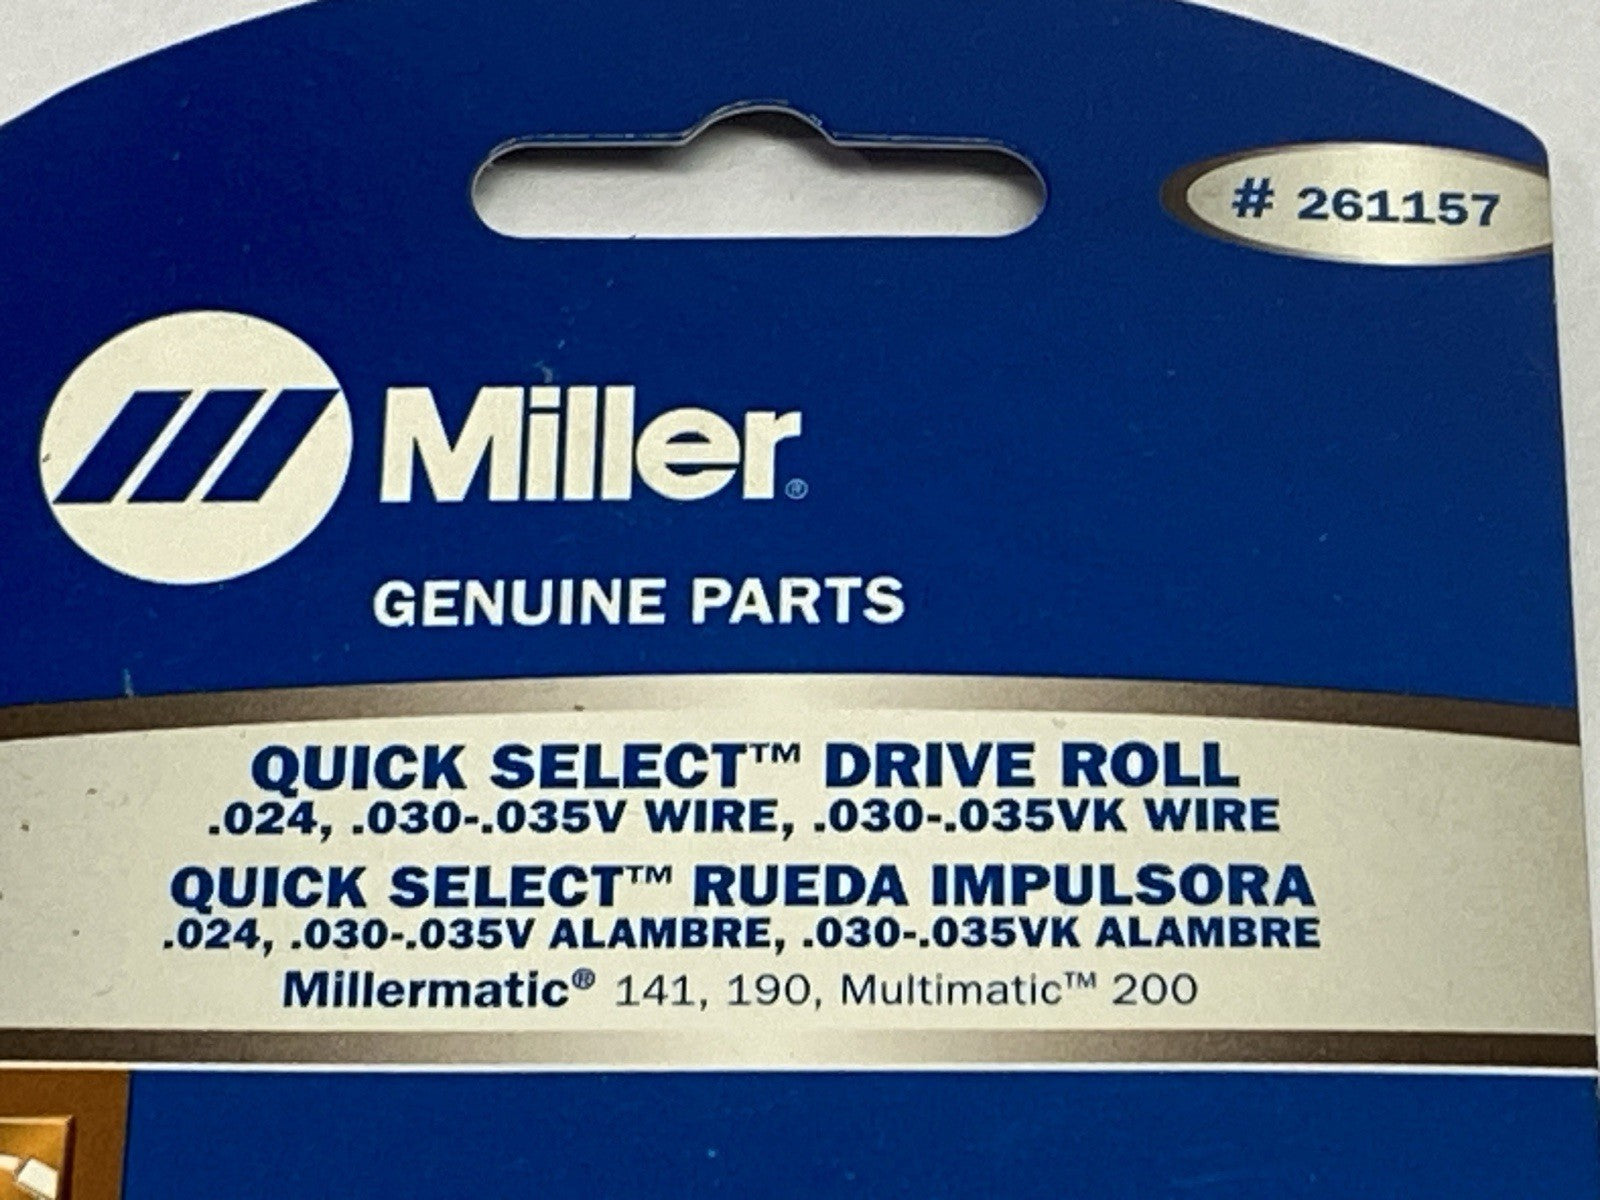 # 261157
Miller®
GENUINE PARTS
QUICK SELECT™ DRIVE ROLL
.024, .030-.035V WIRE, .030-.035VK WIRE
QUICK SELECT™ RUEDA IMPULSORA
.024, .030-.035V ALAMBRE, .030-.035VK ALAMBRE
Millermatic® 141, 190, Multimatic™ 200